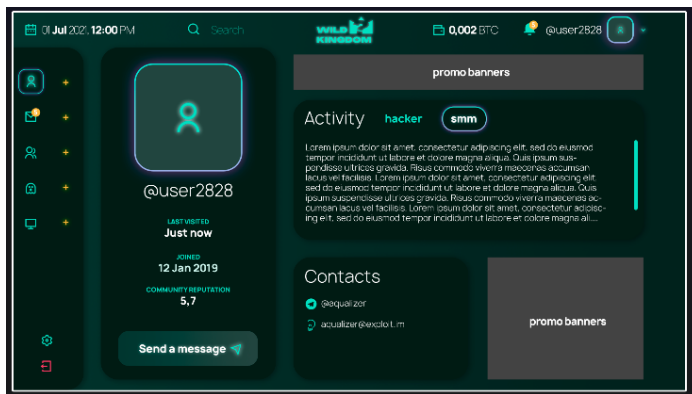 01 Jul 2021, 12:00 PM
Search
WILD
KINGDOM
0,002 BTC
@user2828
promo banners
@user2828
LAST VISITED
Just now
JOINED
12 Jan 2019
COMMUNITY REPUTATION
5,7
Send a message
Activity hacker smm
Lorem ipsum dolor sit amet, consectetur adipiscing elit, sed do eiusmod
tempor incididunt ut labore et dolore magna aliqua. Quis ipsum sus-
pendisse ultrices gravida. Risus commodo viverra maecenas accumsan
lacus vel facilisis. Lorem ipsum dolor sit amet, consectetur adipiscing elit,
sed do eiusmod tempor incididunt ut labore et dolore magna aliqua. Quis
ipsum suspendisse ultrices gravida. Risus commodo viverra maecenas ac-
cumsan lacus vel facilisis. Lorem ipsum dolor sit amet, consectetur adipisc-
ing elit, sed do eiusmod tempor incididunt ut labore et dolore magna ali...
Contacts
@aqualizer
aqualizer@exploit.im
promo banners